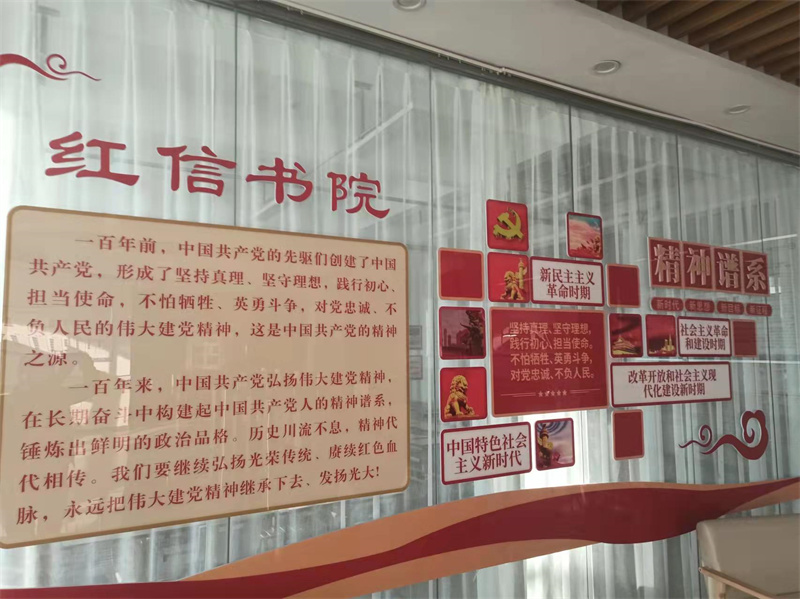 红信书院
一百年前，中国共产党的先驱们创建了中国
共产党，形成了坚持真理、坚守理想，践行初心、
担当使命，不怕牺牲、英勇斗争，对党忠诚、不
负人民的伟大建党精神，这是中国共产党的精神
之源。
一百年来，中国共产党弘扬伟大建党精神，
在长期奋斗中构建起中国共产党人的精神谱系，
锤炼出鲜明的政治品格。历史川流不息，精神代
代相传。我们要继续弘扬光荣传统、赓续红色血
脉，永远把伟大建党精神继承下去、发扬光大!
精神谱系
新民主主义
革命时期
坚持真理、坚守理想，
践行初心、担当使命。
不怕牺牲，英勇斗争，
对党忠诚、不负人民。
社会主义革命
和建设时期
改革开放和社会主义现
代化建设新时期
中国特色社会
主义新时代